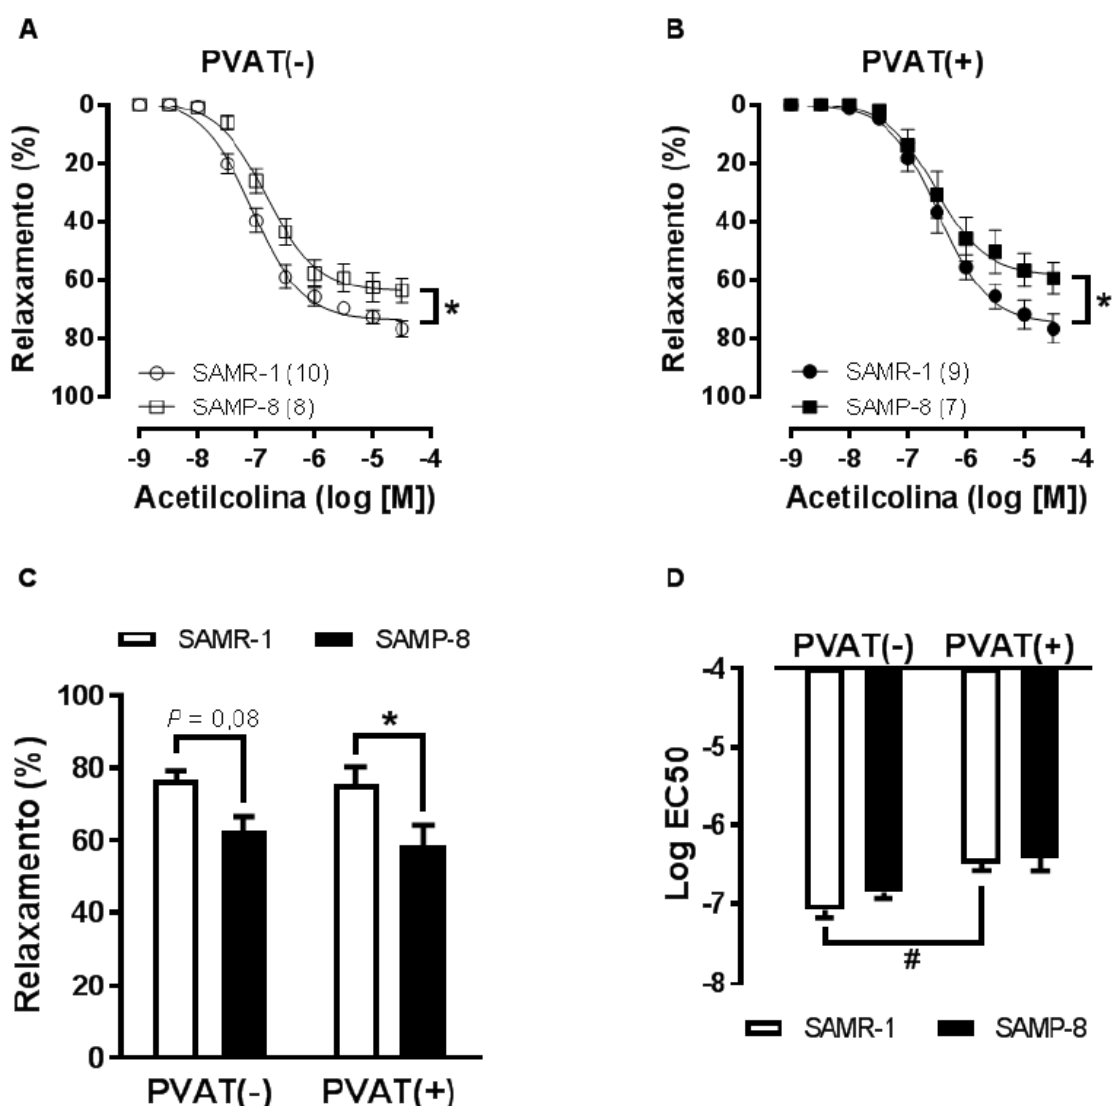 A
PVAT(-)
Relaxamento (%)
0
20
40
60
80
100
*
SAMR-1 (10)
SAMP-8 (8)
-9 -8 -7 -6 -5 -4
Acetilcolina (log [M])
B
PVAT(+)
Relaxamento (%)
0
20
40
60
80
100
*
SAMR-1 (9)
SAMP-8 (7)
-9 -8 -7 -6 -5 -4
Acetilcolina (log [M])
C
SAMR-1 SAMP-8
Relaxamento (%)
100
80
60
40
20
0
P = 0,08
*
PVAT(-) PVAT(+)
D
PVAT(-) PVAT(+)
Log EC50
-4
-5
-6
-7
-8
#
SAMR-1 SAMP-8